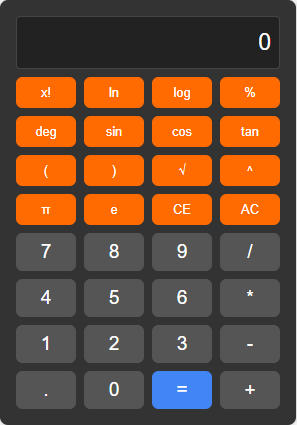 0
x! ln log %
deg sin cos tan
( ) √ ^
π e CE AC
7 8 9 /
4 5 6 *
1 2 3 -
. 0 = +